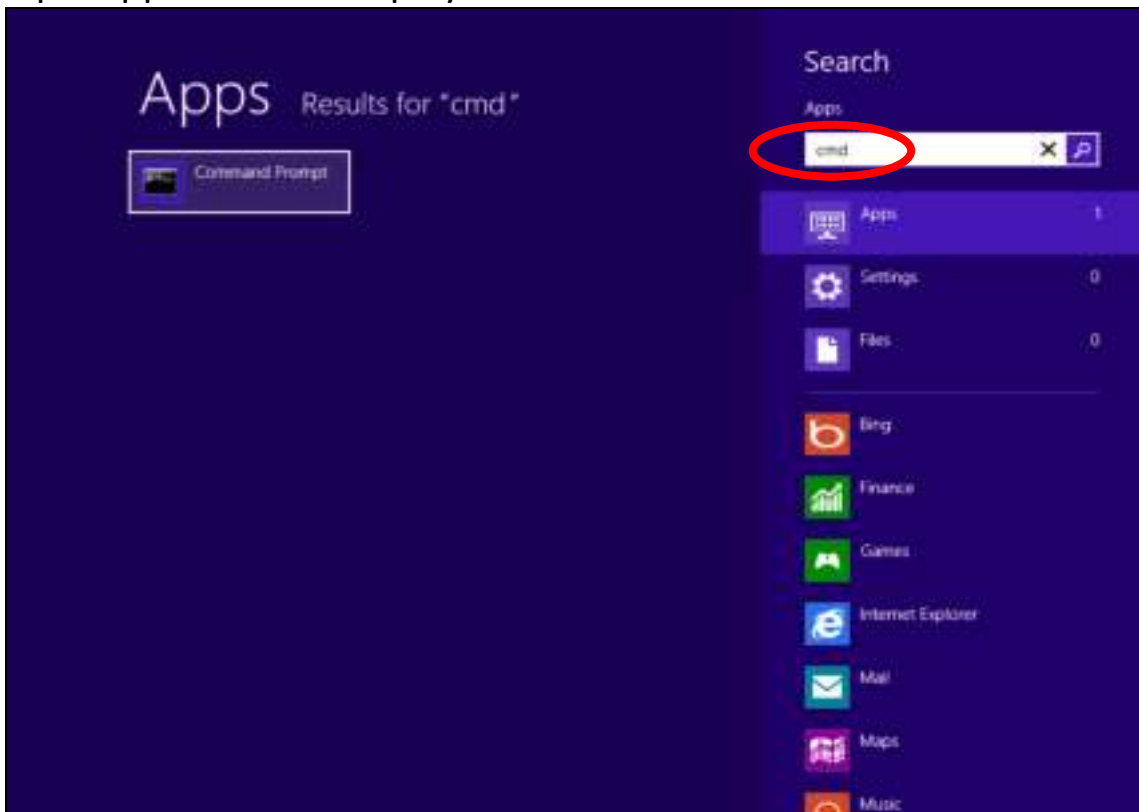 Apps Results for "cmd"
Command Prompt
Search
Apps
cmd
Apps 1
Settings 0
Files 0
Bing
Finance
Games
Internet Explorer
Mail
Maps
Music